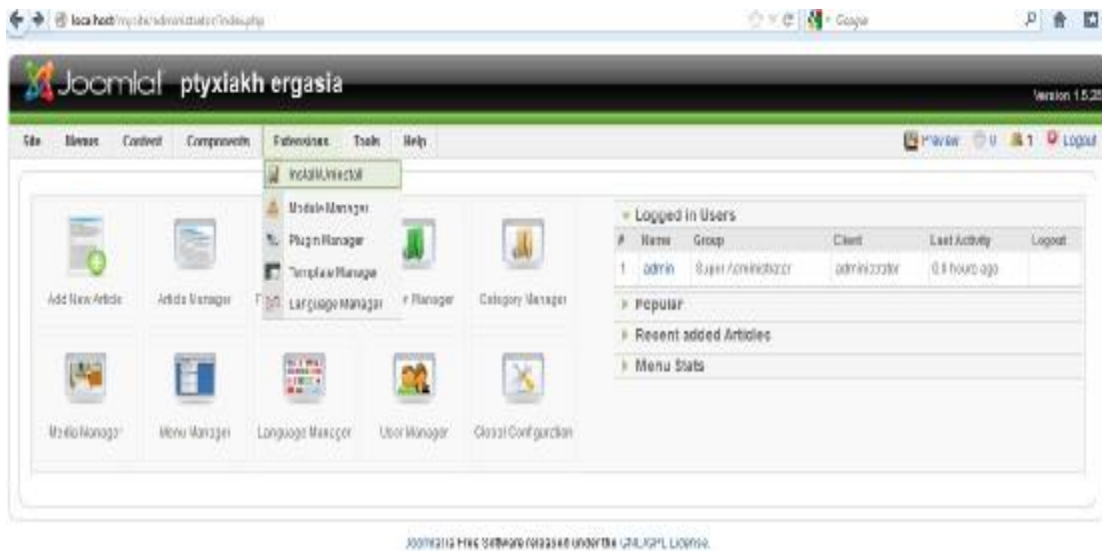 localhost/mysite/administrator/index.php
Google
Joomla! ptyxiakh ergasia
Version 1.5.25
Site Menus Content Components Extensions Tools Help
Preview 0 1 Logout
Install/Uninstall
Module Manager
Plugin Manager
Template Manager
Language Manager
Add New Article
Article Manager
Manager
Category Manager
Media Manager
Menu Manager
Language Manager
User Manager
Global Configuration
Logged in Users
# Name Group Client Last Activity Logout
1 admin Super Administrator administrator hours ago
Popular
Recent added Articles
Menu Stats
Joomla! is Free Software released under the GNU/GPL License.